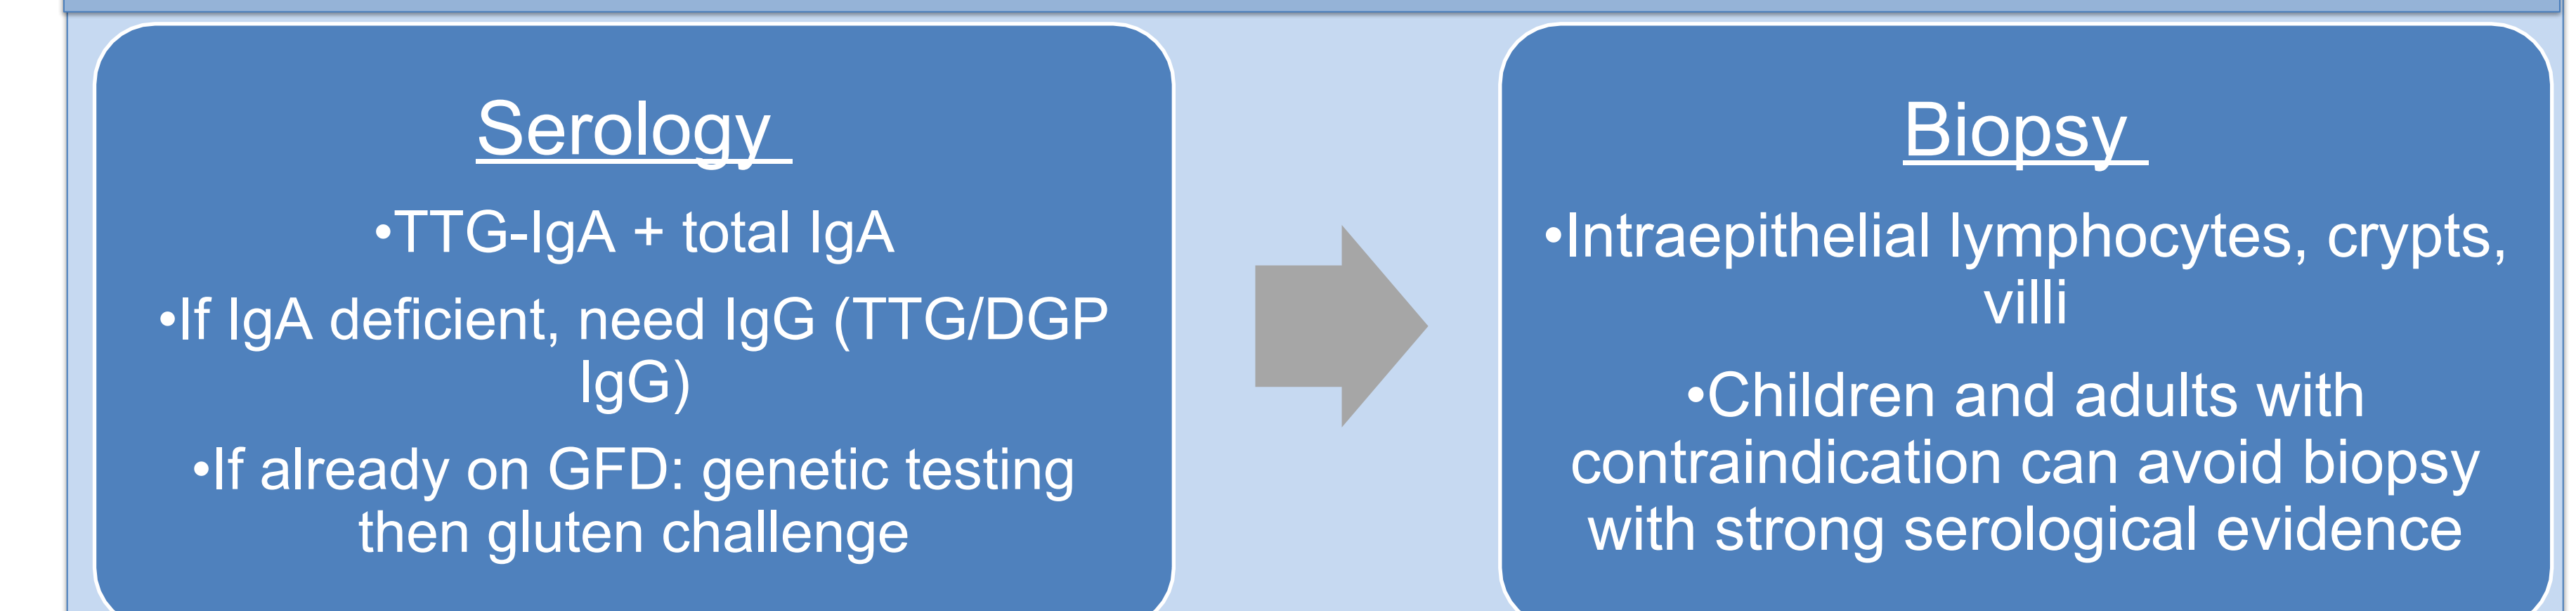 Serology
•TTG-IgA + total IgA
•If IgA deficient, need IgG (TTG/DGP
IgG)
•If already on GFD: genetic testing
then gluten challenge
Biopsy
•Intraepithelial lymphocytes, crypts,
villi
•Children and adults with
contraindication can avoid biopsy
with strong serological evidence